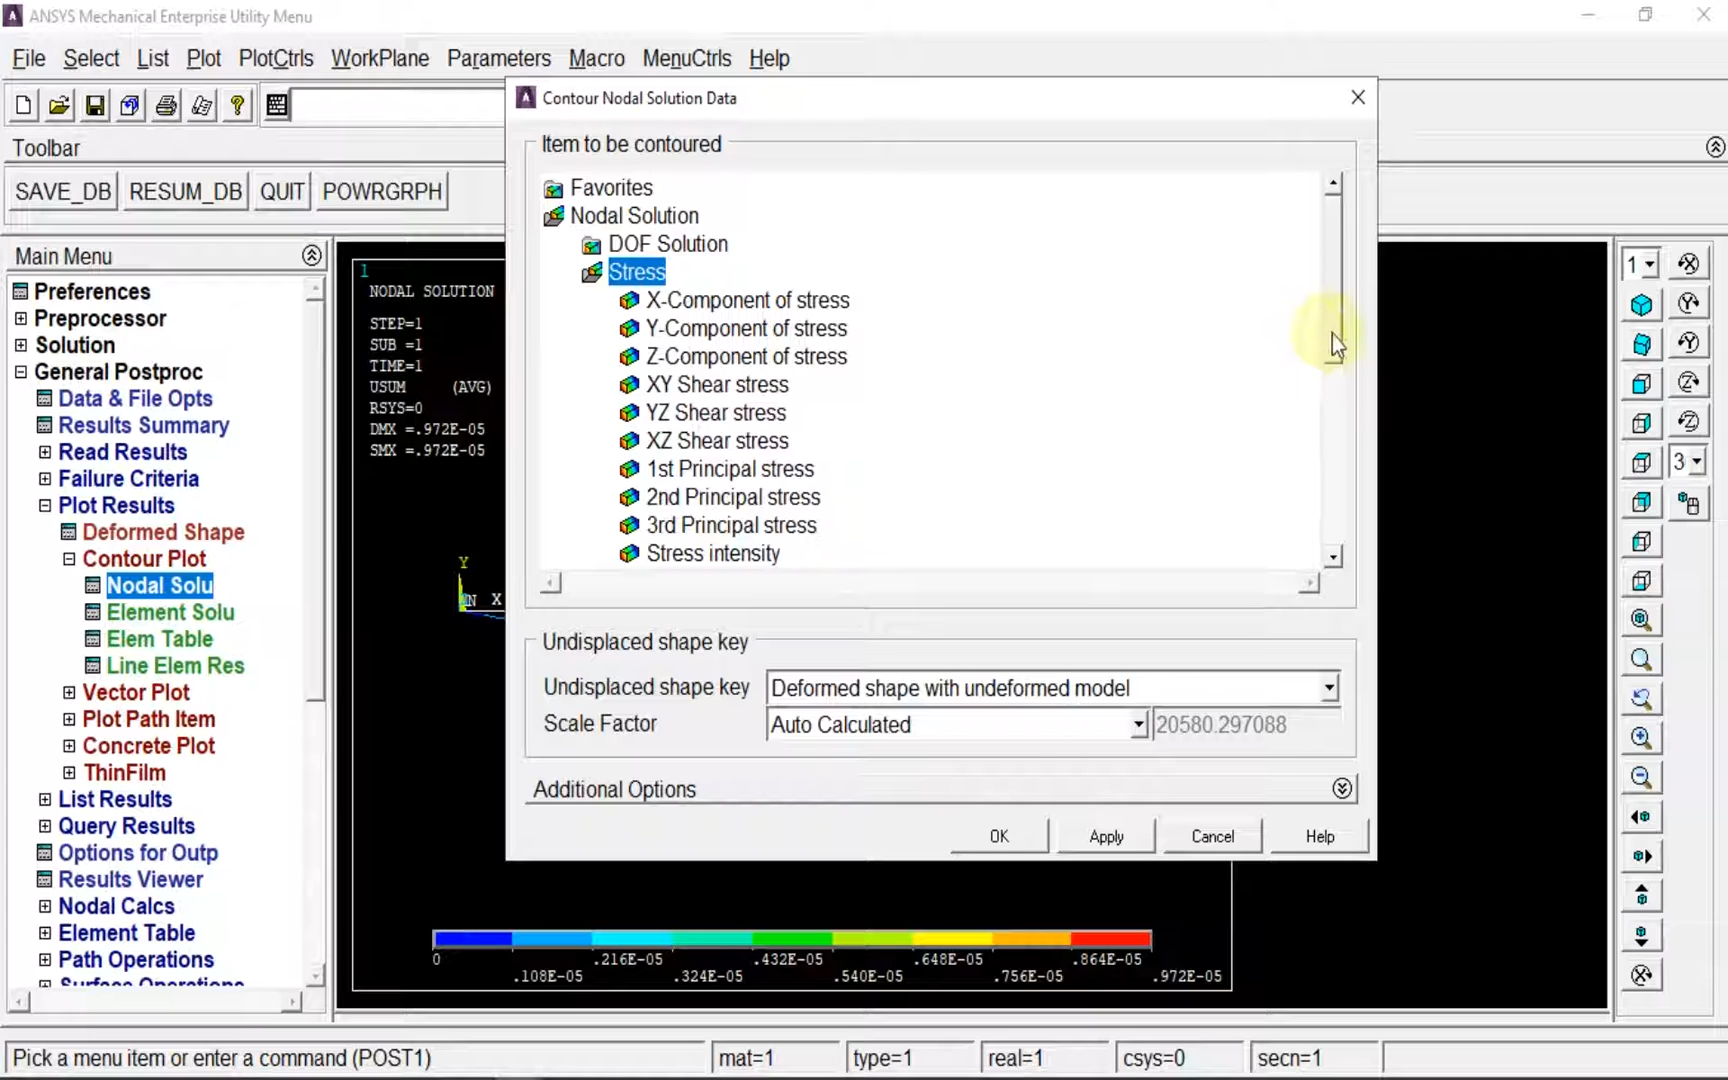 ANSYS Mechanical Enterprise Utility Menu
File Select List Plot PlotCtrls WorkPlane Parameters Macro MenuCtrls Help
Toolbar
SAVE_DB RESUM_DB QUIT POWRGRPH
Main Menu
Preferences
Preprocessor
Solution
General Postproc
Data & File Opts
Results Summary
Read Results
Failure Criteria
Plot Results
Deformed Shape
Contour Plot
Nodal Solu
Element Solu
Elem Table
Line Elem Res
Vector Plot
Plot Path Item
Concrete Plot
ThinFilm
List Results
Query Results
Options for Outp
Results Viewer
Nodal Calcs
Element Table
Path Operations
Surface Operations
1
NODAL SOLUTION
STEP=1
SUB =1
TIME=1
USUM (AVG)
RSYS=0
DMX =.972E-05
SMX =.972E-05
Y
X
Contour Nodal Solution Data
Item to be contoured
Favorites
Nodal Solution
DOF Solution
Stress
X-Component of stress
Y-Component of stress
Z-Component of stress
XY Shear stress
YZ Shear stress
XZ Shear stress
1st Principal stress
2nd Principal stress
3rd Principal stress
Stress intensity
Undisplaced shape key
Undisplaced shape key Deformed shape with undeformed model
Scale Factor Auto Calculated 20580.297088
Additional Options
OK Apply Cancel Help
0 .216E-05 .432E-05 .648E-05 .864E-05
.108E-05 .324E-05 .540E-05 .756E-05 .972E-05
1
3
Pick a menu item or enter a command (POST1) mat=1 type=1 real=1 csys=0 secn=1